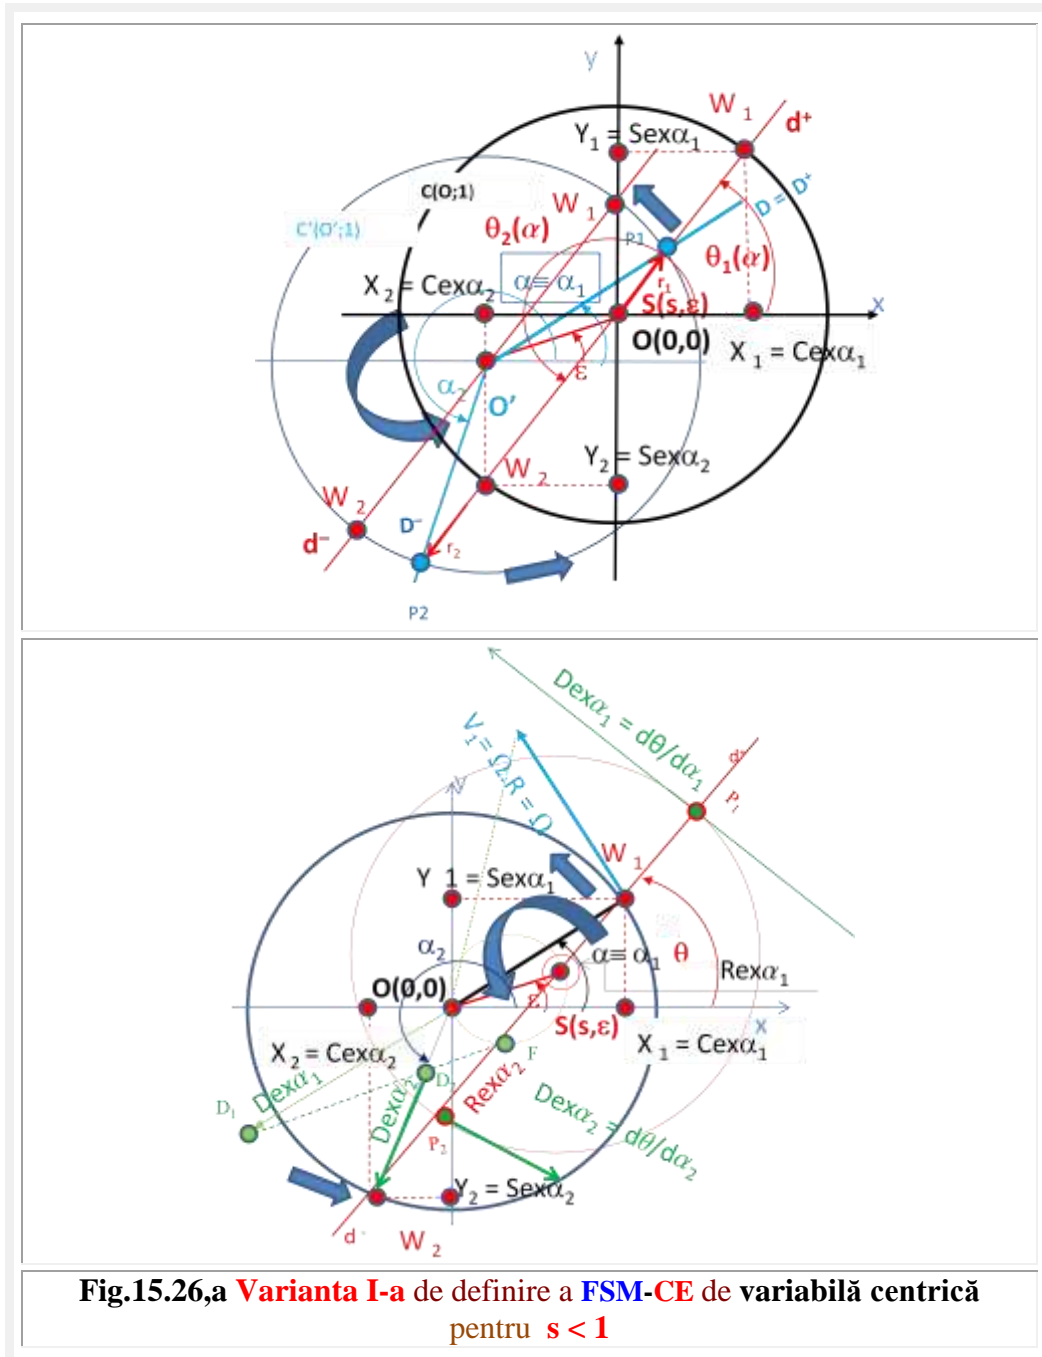 y
W 1
d⁺
Y₁ = Sexα₁
C(O;1)
W 1
D = D⁺
C'(O';1)
θ₂(α)
P1
θ₁(α)
X₂ = Cexα₂
α ≡ α₁
r₁
S(s,ε)
x
O(0,0)
X₁ = Cexα₁
ε
α₂
O'
W 2
Y₂ = Sexα₂
W 2
D⁻
d⁻
r₂
P2
Dexα₁ = dθ/dα₁
V₁ = Ω.R = Ω
d⁺
P₁
y
W 1
Y 1 = Sexα₁
α₂
α ≡ α₁
θ
Rexα₁
O(0,0)
ε
S(s,ε)
x
X₂ = Cexα₂
F
X₁ = Cexα₁
Dexα₁
D₁
Dexα₂
D₂
Rexα₂
Dexα₂ = dθ/dα₂
P₂
Y₂ = Sexα₂
d⁻
W 2
Fig.15.26,a Varianta I-a de definire a FSM-CE de variabilă centrică
pentru s < 1